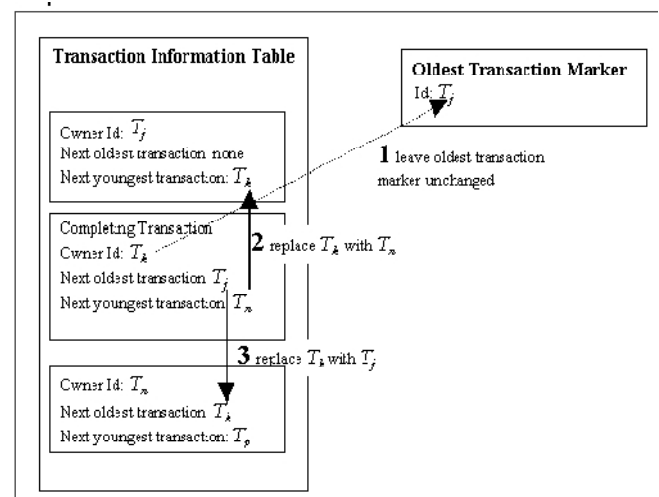 Transaction Information Table
Owner Id: Tj
Next oldest transaction none
Next youngest transaction: Tk
Completing Transaction
Owner Id: Tk
Next oldest transaction Tj
Next youngest transaction: Tn
Owner Id: Tn
Next oldest transaction Tk
Next youngest transaction: Tp
Oldest Transaction Marker
Id: Tj
1 leave oldest transaction
marker unchanged
2 replace Tk with Tn
3 replace Tk with Tj